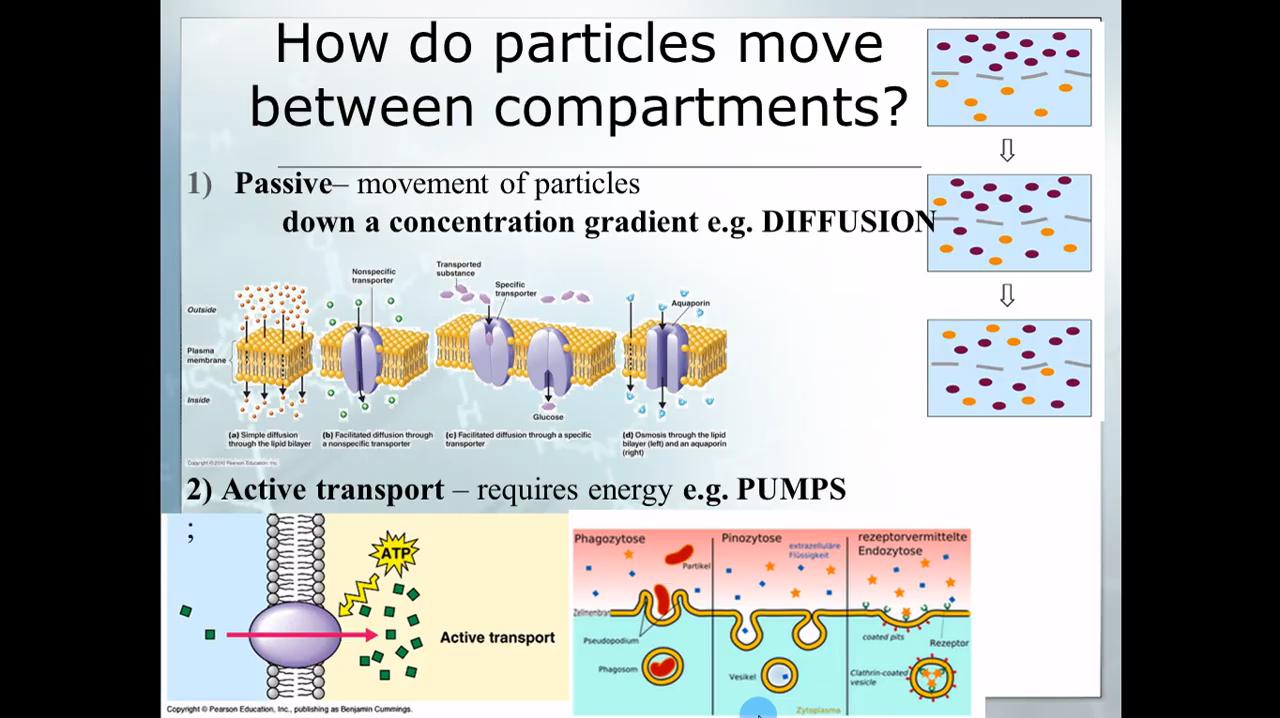 How do particles move
between compartments?
1) Passive– movement of particles
down a concentration gradient e.g. DIFFUSION
Outside
Plasma
membrane
Inside
Nonspecific
transporter
Transported
substance
Specific
transporter
Aquaporin
Glucose
(a) Simple diffusion
through the lipid bilayer
(b) Facilitated diffusion through
a nonspecific transporter
(c) Facilitated diffusion through a specific
transporter
(d) Osmosis through the lipid
bilayer (left) and an aquaporin
(right)
Copyright © 2010 Pearson Education, Inc.
2) Active transport – requires energy e.g. PUMPS
;
ATP
Active transport
Copyright © Pearson Education, Inc., publishing as Benjamin Cummings.
Phagozytose
Partikel
Zellmembran
Pseudopodium
Phagosom
Pinozytose
extrazelluläre
Flüssigkeit
Vesikel
Zytoplasma
rezeptorvermittelte
Endozytose
coated pits
Rezeptor
Clathrin-coated
vesicle